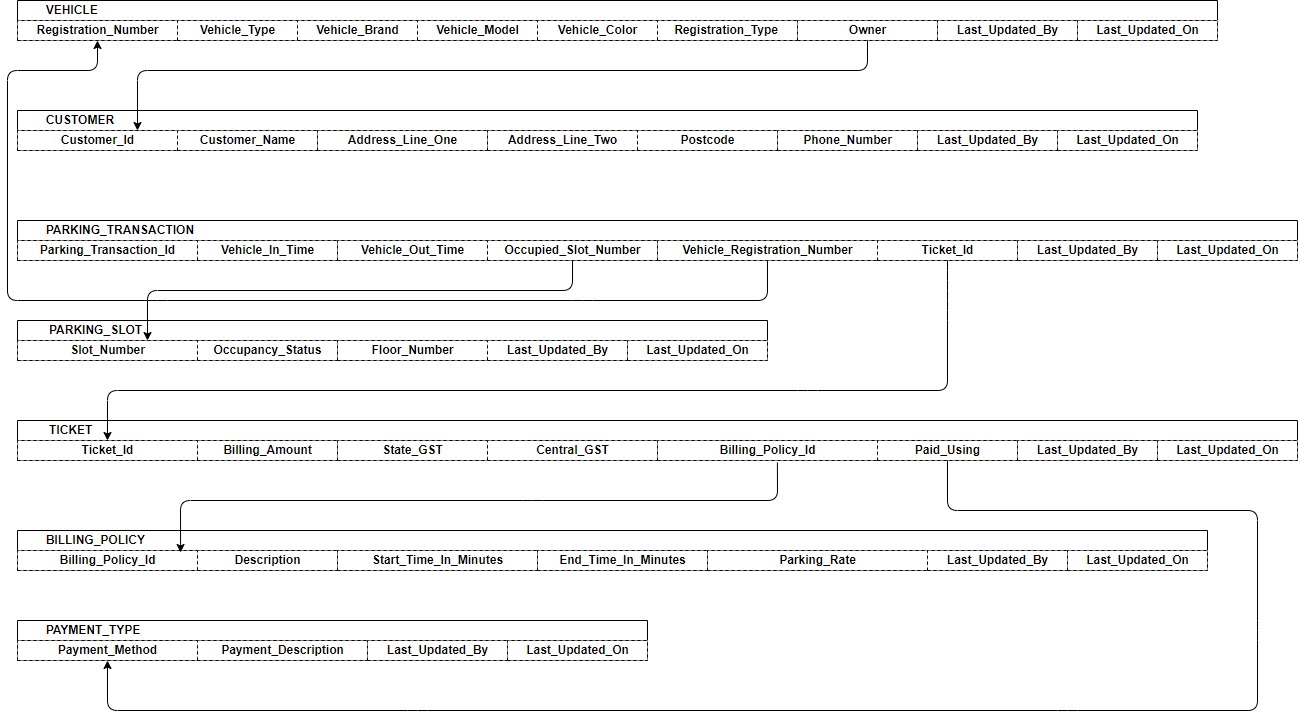 VEHICLE
Registration_Number Vehicle_Type Vehicle_Brand Vehicle_Model Vehicle_Color Registration_Type Owner Last_Updated_By Last_Updated_On
CUSTOMER
Customer_Id Customer_Name Address_Line_One Address_Line_Two Postcode Phone_Number Last_Updated_By Last_Updated_On
PARKING_TRANSACTION
Parking_Transaction_Id Vehicle_In_Time Vehicle_Out_Time Occupied_Slot_Number Vehicle_Registration_Number Ticket_Id Last_Updated_By Last_Updated_On
PARKING_SLOT
Slot_Number Occupancy_Status Floor_Number Last_Updated_By Last_Updated_On
TICKET
Ticket_Id Billing_Amount State_GST Central_GST Billing_Policy_Id Paid_Using Last_Updated_By Last_Updated_On
BILLING_POLICY
Billing_Policy_Id Description Start_Time_In_Minutes End_Time_In_Minutes Parking_Rate Last_Updated_By Last_Updated_On
PAYMENT_TYPE
Payment_Method Payment_Description Last_Updated_By Last_Updated_On